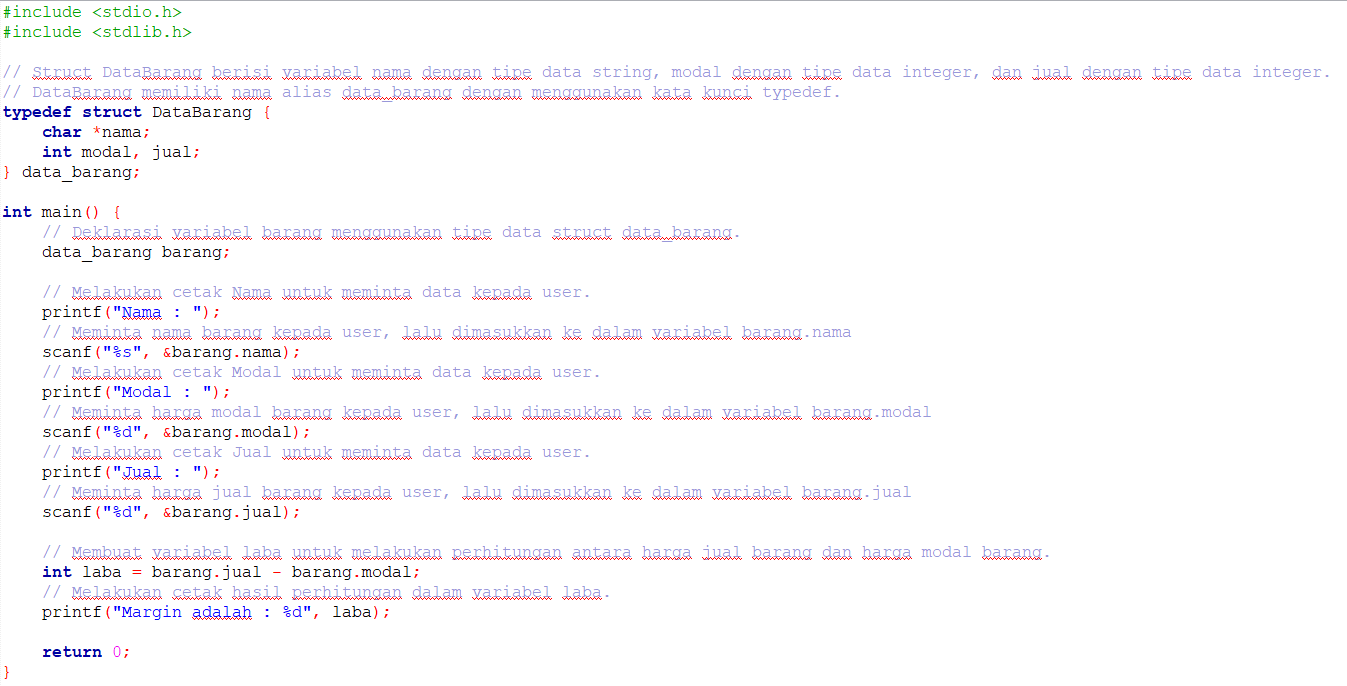 #include <stdio.h>
#include <stdlib.h>
// Struct DataBarang berisi variabel nama dengan tipe data string, modal dengan tipe data integer, dan jual dengan tipe data integer.
// DataBarang memiliki nama alias data_barang dengan menggunakan kata kunci typedef.
typedef struct DataBarang {
    char *nama;
    int modal, jual;
} data_barang;
int main() {
    // Deklarasi variabel barang menggunakan tipe data struct data_barang.
    data_barang barang;
    // Melakukan cetak Nama untuk meminta data kepada user.
    printf("Nama : ");
    // Meminta nama barang kepada user, lalu dimasukkan ke dalam variabel barang.nama
    scanf("%s", &barang.nama);
    // Melakukan cetak Modal untuk meminta data kepada user.
    printf("Modal : ");
    // Meminta harga modal barang kepada user, lalu dimasukkan ke dalam variabel barang.modal
    scanf("%d", &barang.modal);
    // Melakukan cetak Jual untuk meminta data kepada user.
    printf("Jual : ");
    // Meminta harga jual barang kepada user, lalu dimasukkan ke dalam variabel barang.jual
    scanf("%d", &barang.jual);
    // Membuat variabel laba untuk melakukan perhitungan antara harga jual barang dan harga modal barang.
    int laba = barang.jual - barang.modal;
    // Melakukan cetak hasil perhitungan dalam variabel laba.
    printf("Margin adalah : %d", laba);
    return 0;
}